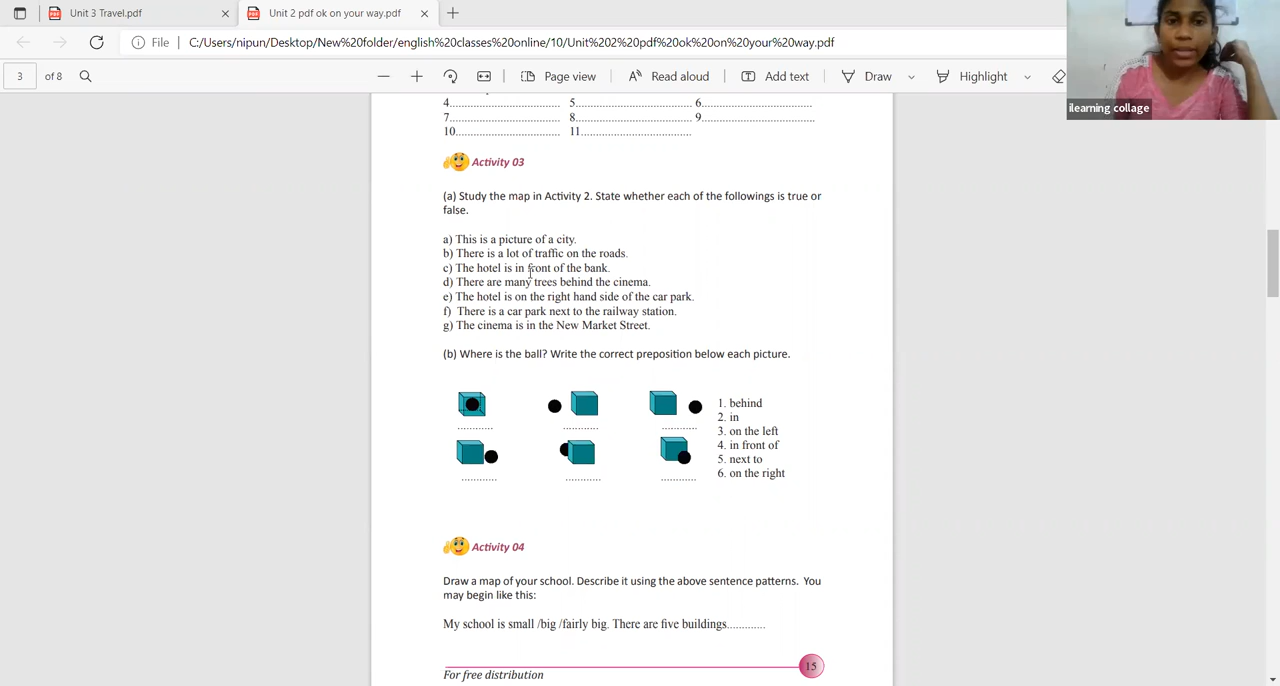 Unit 3 Travel.pdf
Unit 2 pdf ok on your way.pdf
File
C:/Users/nipun/Desktop/New%20folder/english%20classes%20online/10/Unit%202%20pdf%20ok%20on%20your%20way.pdf
3 of 8
Page view
Read aloud
Add text
Draw
Highlight
ilearning collage
4.................................... 5........................................ 6.......................................
7.................................... 8........................................ 9.......................................
10.................................. 11.....................................
Activity 03
(a) Study the map in Activity 2. State whether each of the followings is true or
false.
a) This is a picture of a city.
b) There is a lot of traffic on the roads.
c) The hotel is in front of the bank.
d) There are many trees behind the cinema.
e) The hotel is on the right hand side of the car park.
f) There is a car park next to the railway station.
g) The cinema is in the New Market Street.
(b) Where is the ball? Write the correct preposition below each picture.
............ ............ ............
............ ............ ............
1. behind
2. in
3. on the left
4. in front of
5. next to
6. on the right
Activity 04
Draw a map of your school. Describe it using the above sentence patterns. You
may begin like this:
My school is small /big /fairly big. There are five buildings.............
15
For free distribution